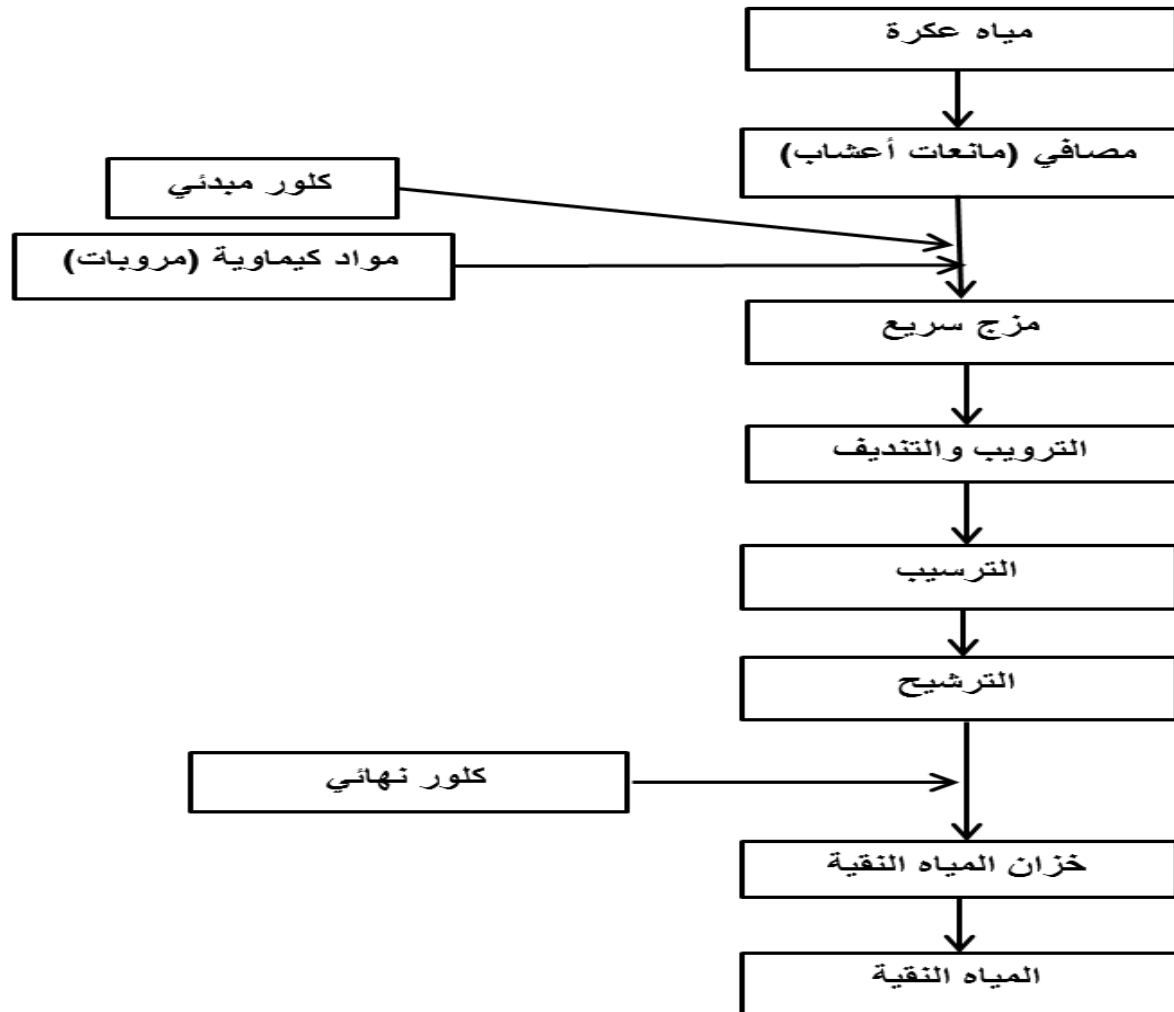 مياه عكرة
مصافي (مانعات أعشاب)
كلور مبدئي
مواد كيماوية (مروبات)
مزج سريع
الترويب والتنديف
الترسيب
الترشيح
كلور نهائي
خزان المياه النقية
المياه النقية